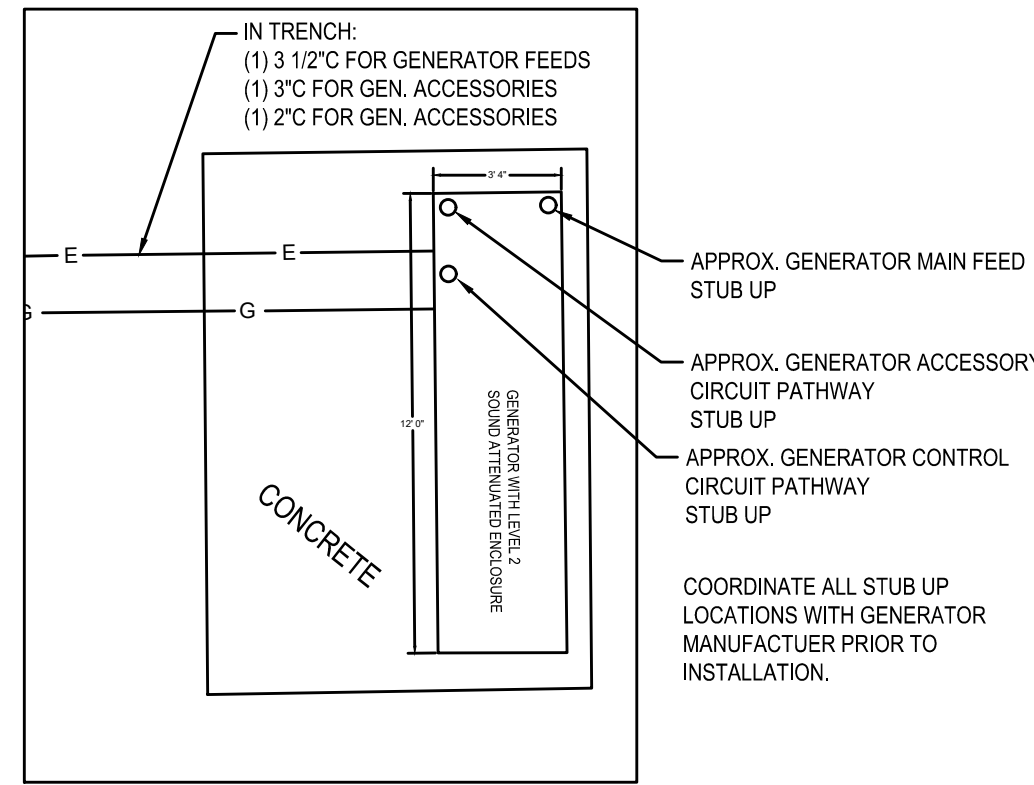 IN TRENCH:
(1) 3 1/2"C FOR GENERATOR FEEDS
(1) 3"C FOR GEN. ACCESSORIES
(1) 2"C FOR GEN. ACCESSORIES
3' 4"
E
E
G
G
12' 0"
CONCRETE
GENERATOR WITH LEVEL 2
SOUND ATTENUATED ENCLOSURE
APPROX. GENERATOR MAIN FEED
STUB UP
APPROX. GENERATOR ACCESSORY
CIRCUIT PATHWAY
STUB UP
APPROX. GENERATOR CONTROL
CIRCUIT PATHWAY
STUB UP
COORDINATE ALL STUB UP
LOCATIONS WITH GENERATOR
MANUFACTUER PRIOR TO
INSTALLATION.